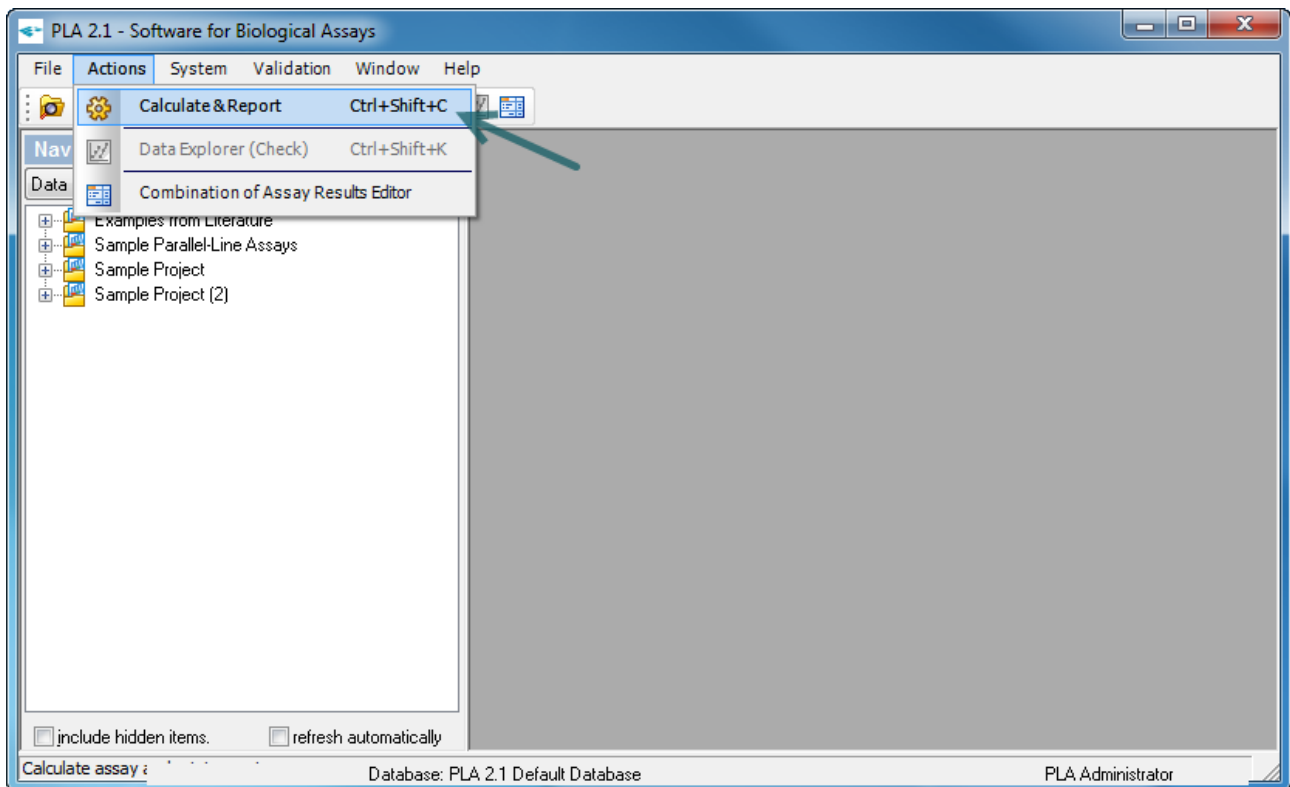 PLA 2.1 - Software for Biological Assays
File Actions System Validation Window Help
Calculate & Report Ctrl+Shift+C
Nav
Data Explorer (Check) Ctrl+Shift+K
Data
Combination of Assay Results Editor
Examples from Literature
Sample Parallel-Line Assays
Sample Project
Sample Project (2)
include hidden items. refresh automatically
Calculate assay Database: PLA 2.1 Default Database PLA Administrator